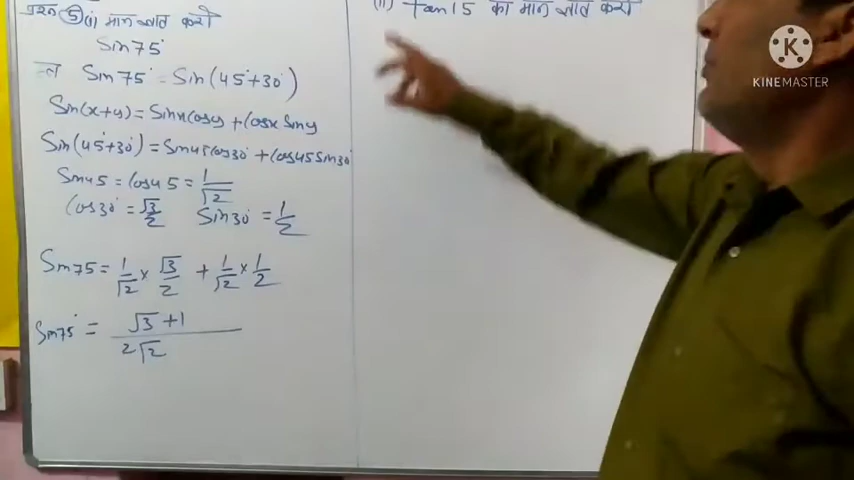 प्रश्न ⑤(i) मान ज्ञात करो
Sin75°
हल Sin75° = Sin(45°+30°)
Sin(x+y) = Sinx Cosy + Cosx Siny
Sin(45°+30°) = Sin45 Cos30° + Cos45 Sin30°
Sin45 = Cos45 = 1/√2
Cos30° = √3/2 Sin30° = 1/2
Sin75 = 1/√2 × √3/2 + 1/√2 × 1/2
Sin75° = (√3+1)/(2√2)
(ii) tan15 का मान ज्ञात करो
K
KINEMASTER